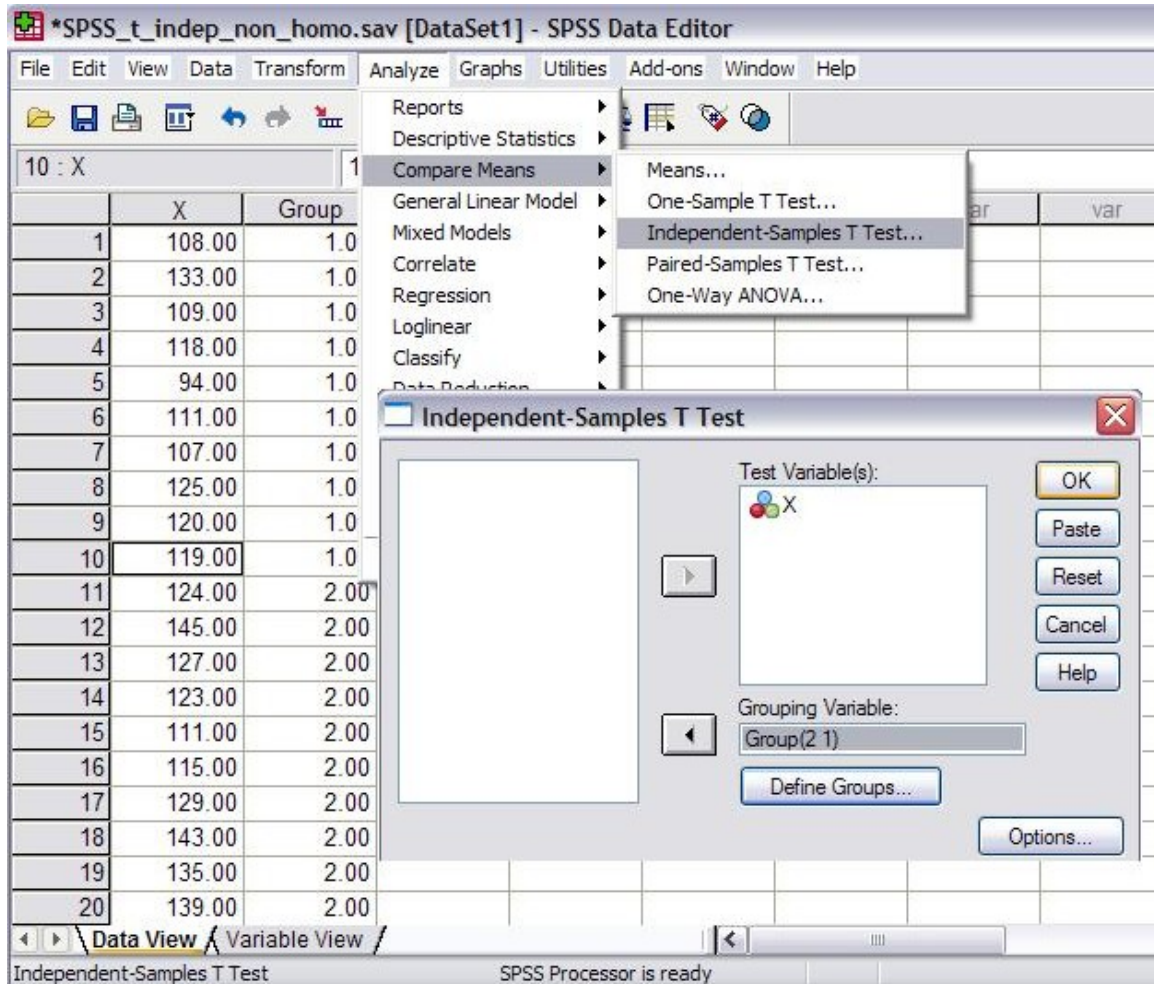 *SPSS_t_indep_non_homo.sav [DataSet1] - SPSS Data Editor
File Edit View Data Transform Analyze Graphs Utilities Add-ons Window Help
10 : X 1
X Group ar var
1 108.00 1.0
2 133.00 1.0
3 109.00 1.0
4 118.00 1.0
5 94.00 1.0
6 111.00 1.0
7 107.00 1.0
8 125.00 1.0
9 120.00 1.0
10 119.00 1.0
11 124.00 2.00
12 145.00 2.00
13 127.00 2.00
14 123.00 2.00
15 111.00 2.00
16 115.00 2.00
17 129.00 2.00
18 143.00 2.00
19 135.00 2.00
20 139.00 2.00
Reports
Descriptive Statistics
Compare Means
General Linear Model
Mixed Models
Correlate
Regression
Loglinear
Classify
Data Reduction
Means...
One-Sample T Test...
Independent-Samples T Test...
Paired-Samples T Test...
One-Way ANOVA...
Independent-Samples T Test
Test Variable(s):
X
OK
Paste
Reset
Cancel
Help
Grouping Variable:
Group(2 1)
Define Groups...
Options...
Data View Variable View
Independent-Samples T Test SPSS Processor is ready